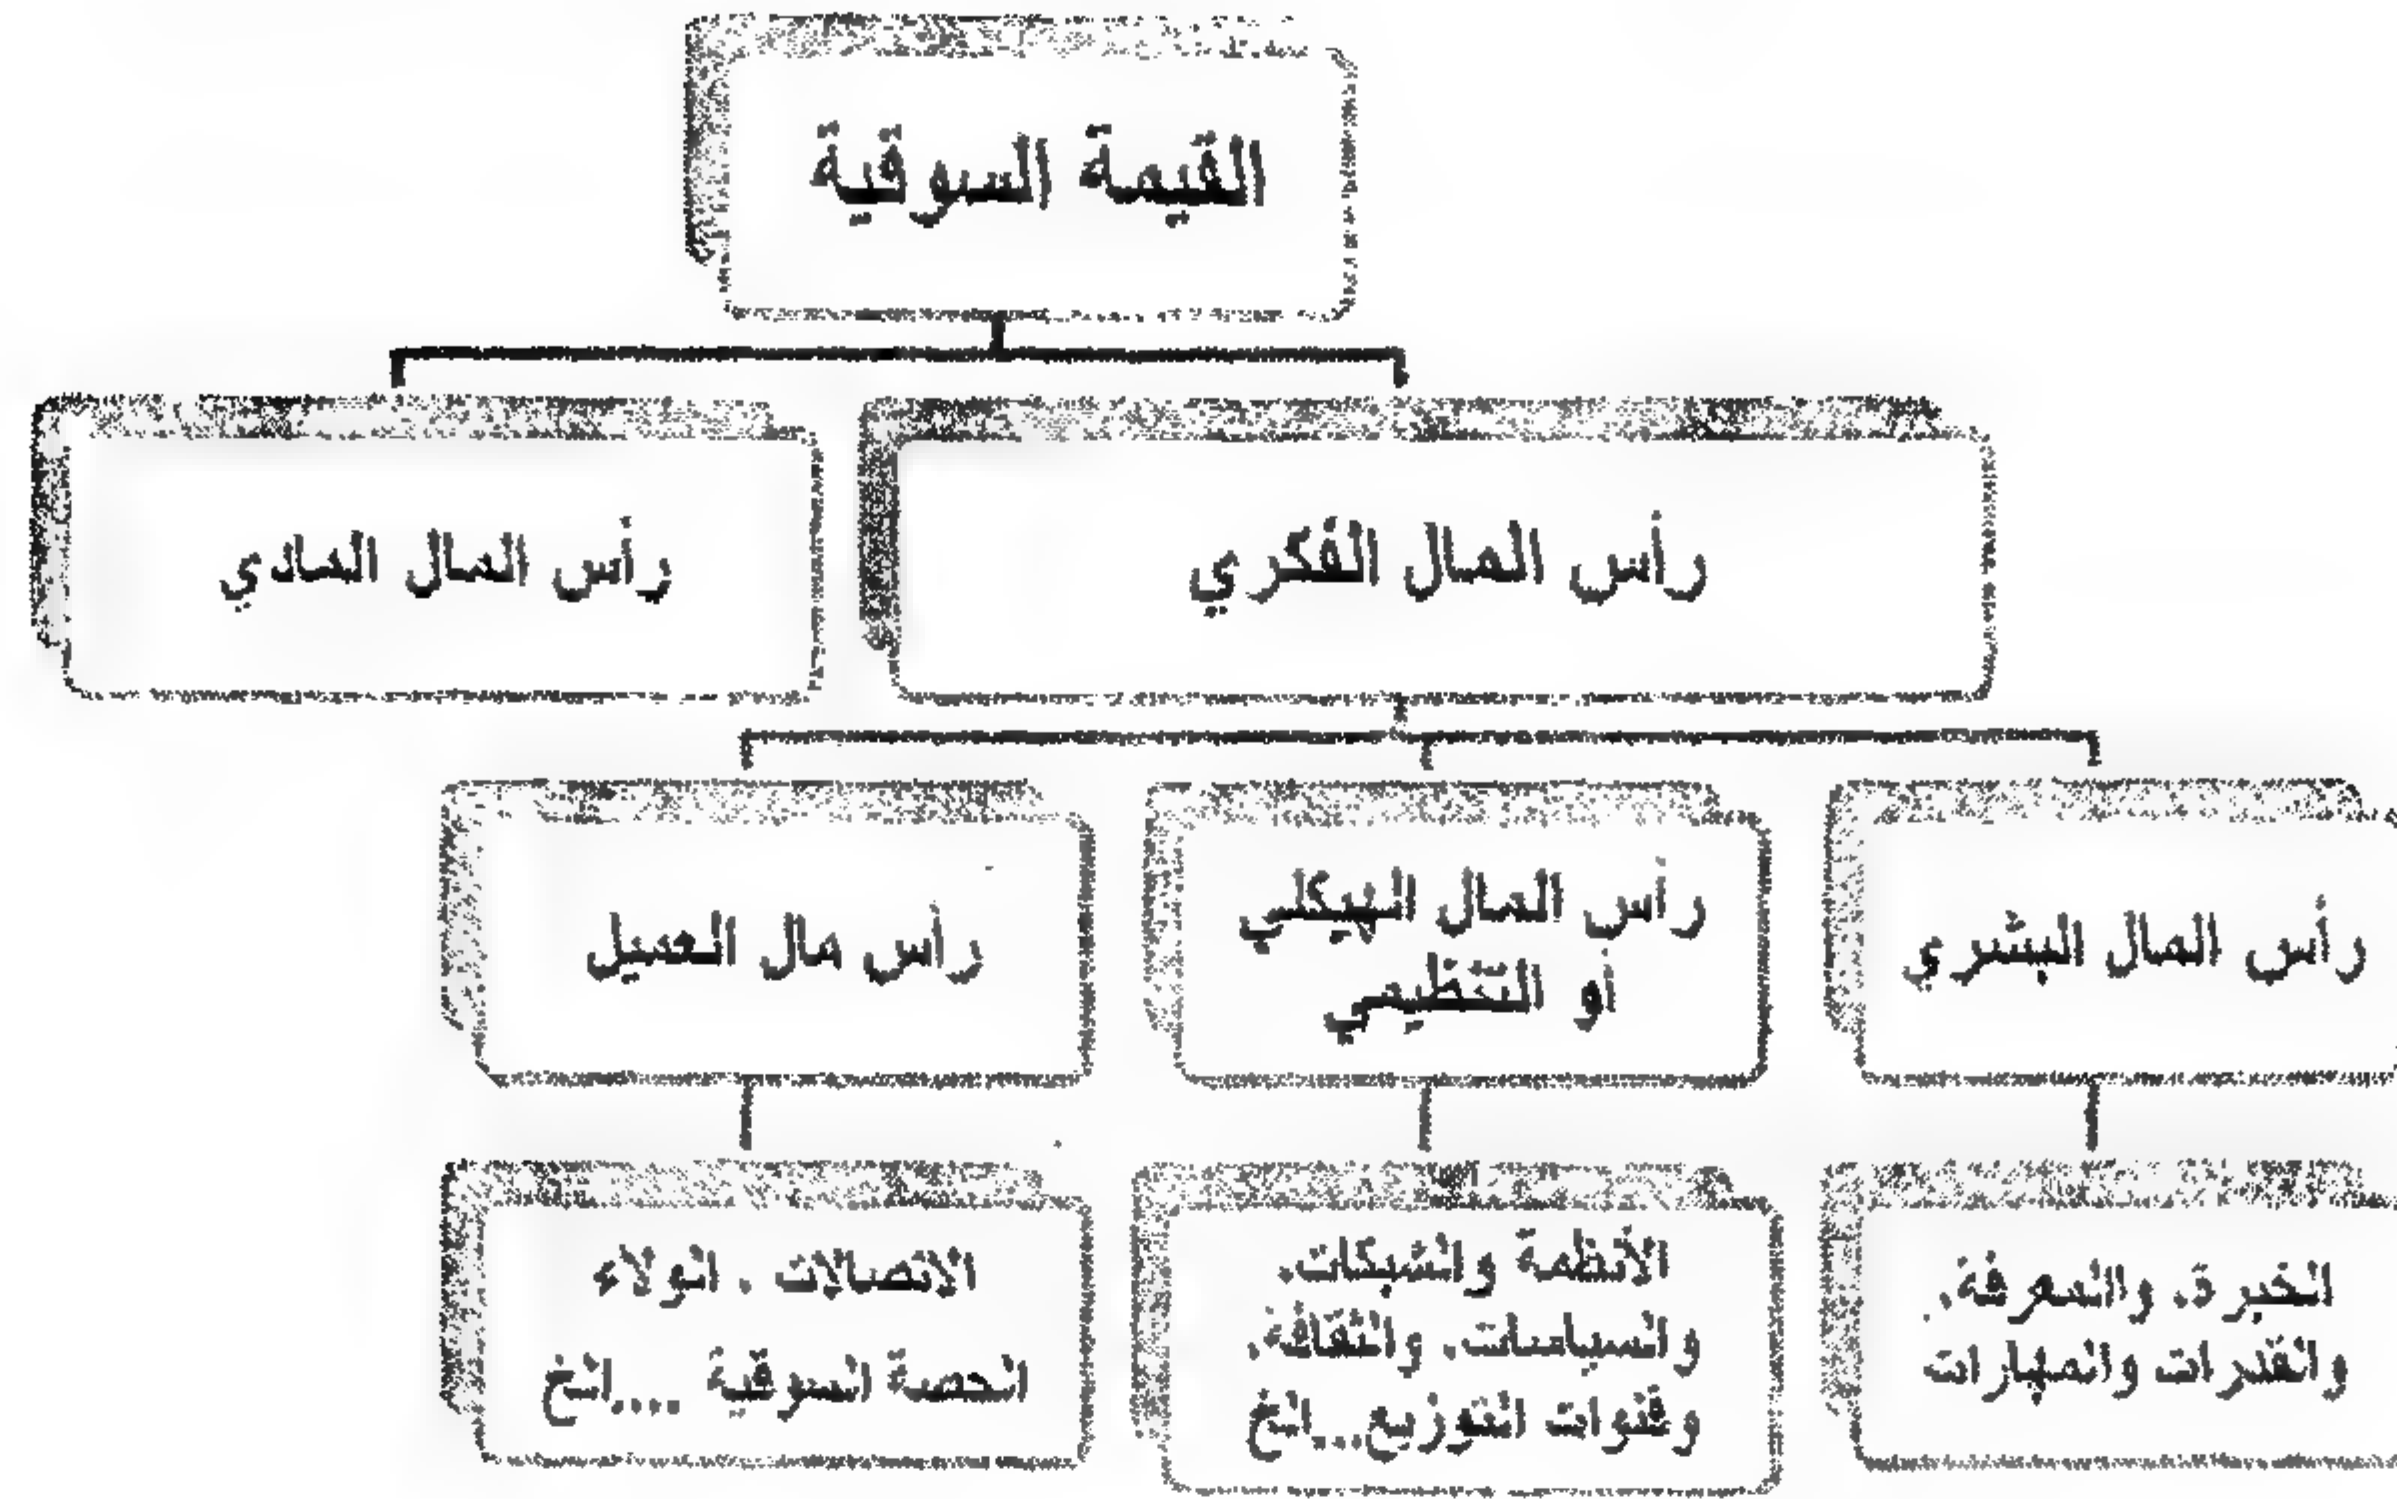 القيمة السوقية
رأس المال الفكري
رأس المال المادي
رأس المال البشري
رأس المال الهيكلي
أو التنظيمي
رأس مال العميل
الخبرة، والمعرفة،
والقدرات والمهارات
الأنظمة والشبكات،
والسياسات، والثقافة،
وقنوات التوزيع...الخ
الاتصالات ، الولاء
الحصة السوقية ....الخ